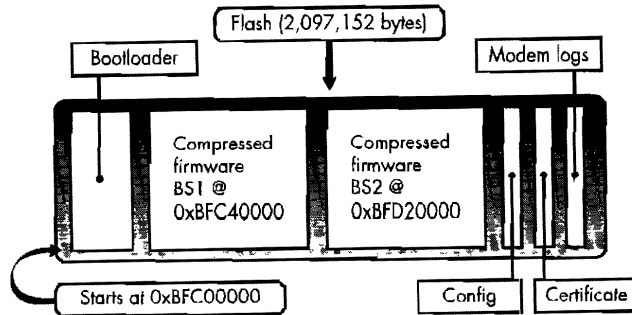 Flash (2,097,152 bytes)
Bootloader
Modem logs
Compressed
firmware
BS1 @
0xBFC40000
Compressed
firmware
BS2 @
0xBFD20000
Starts at 0xBFC00000
Config
Certificate